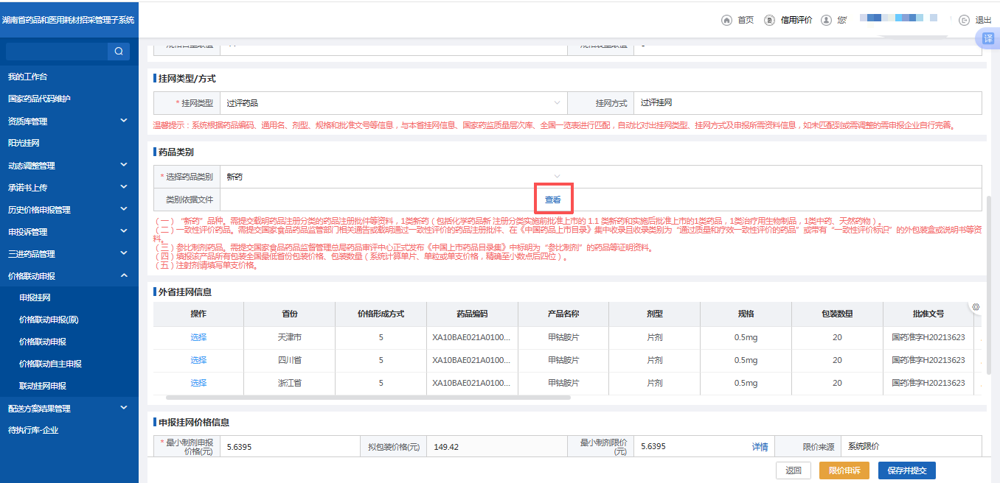 湖南省药品和医用耗材招采管理子系统
首页
信用评价
您
退出
译
我的工作台
国家药品代码维护
资质库管理
阳光挂网
动态调整管理
承诺书上传
历史价格申报管理
申投诉管理
三进药品管理
价格联动申报
申报挂网
价格联动申报(原)
价格联动申报
价格联动自主申报
联动挂网申报
配送方案结果管理
待执行库-企业
挂网类型/方式
* 挂网类型 过评药品 挂网方式 过评挂网
温馨提示：系统根据药品编码、通用名、剂型、规格和批准文号等信息，与本省挂网信息、国家药监质量层次库、全国一览表进行匹配，自动比对出挂网类型、挂网方式及申报所需资料信息，如未匹配到或需调整的需申报企业自行完善。
药品类别
* 选择药品类别 新药
类别依据文件 查看
（一）“新药”品种。需提交载明药品注册分类的药品注册批件等资料，1类新药（包括化学药品新 注册分类实施前批准上市的 1.1 类新药和实施后批准上市的1类药品，1类治疗用生物制品，1类中药、天然药物）。
（二）一致性评价药品。需提供国家食品药品监管部门相关通告或载明通过一致性评价的药品注册批件、在《中国药品上市目录》集中收录且收录类别为“通过质量和疗效一致性评价的药品”或带有“一致性评价标识”的外包装盒或说明书等资
料。
（三）参比制剂药品。需提交国家食品药品监督管理总局药品审评中心正式发布《中国上市药品目录集》中标明为“参比制剂”的药品等证明资料。
（四）填报该产品所有包装全国最低省份包装价格、包装数量（系统计算单片、单粒或单支价格，精确至小数点后四位）。
（五）注射剂请填写单支价格。
外省挂网信息
操作 省份 价格形成方式 药品编码 产品名称 剂型 规格 包装数量 批准文号
选择 天津市 5 XA10BAE021A0100... 甲钴胺片 片剂 0.5mg 20 国药准字H20213623
选择 四川省 5 XA10BAE021A0100... 甲钴胺片 片剂 0.5mg 20 国药准字H20213623
选择 浙江省 5 XA10BAE021A0100... 甲钴胺片 片剂 0.5mg 20 国药准字H20213623
申报挂网价格信息
* 最小制剂申报价格(元) 5.6395 拟包装价格(元) 149.42 最小制剂限价(元) 5.6395 详情 限价来源 系统限价
返回
限价申诉
保存并提交